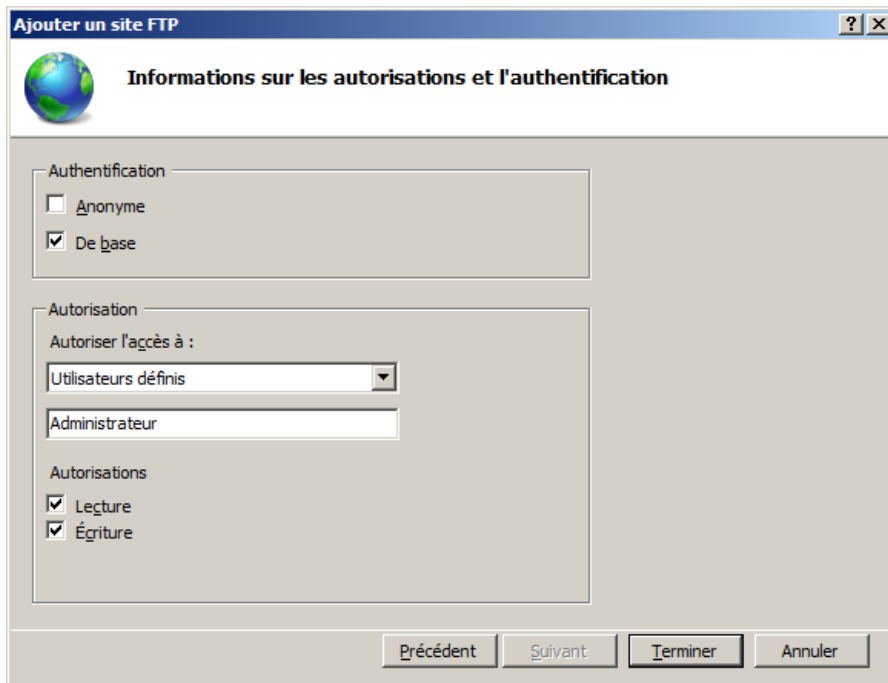 Ajouter un site FTP
Informations sur les autorisations et l'authentification
Authentification
Anonyme
De base
Autorisation
Autoriser l'accès à :
Utilisateurs définis
Administrateur
Autorisations
Lecture
Écriture
Précédent Suivant Terminer Annuler